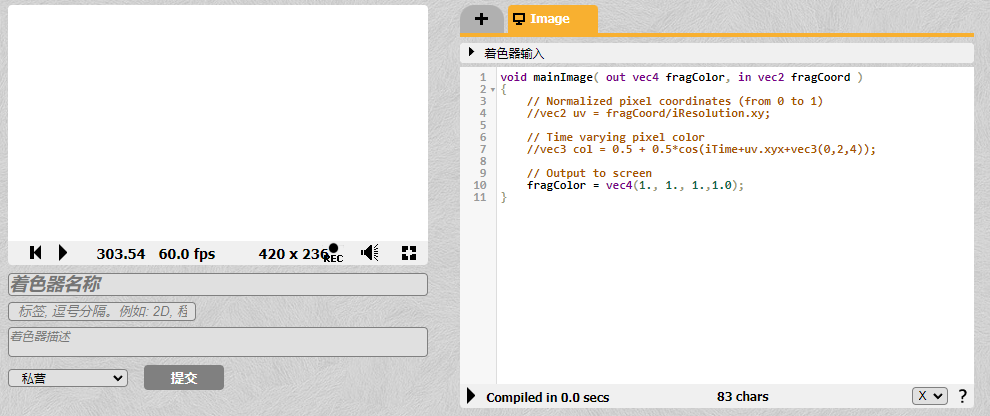 303.54 60.0 fps 420 x 236 REC
着色器名称
标签, 逗号分隔。例如: 2D, 程
着色器描述
私营
提交
+ Image
着色器输入
1 void mainImage( out vec4 fragColor, in vec2 fragCoord )
2 {
3 // Normalized pixel coordinates (from 0 to 1)
4 //vec2 uv = fragCoord/iResolution.xy;
5
6 // Time varying pixel color
7 //vec3 col = 0.5 + 0.5*cos(iTime+uv.xyx+vec3(0,2,4));
8
9 // Output to screen
10 fragColor = vec4(1., 1., 1.,1.0);
11 }
Compiled in 0.0 secs 83 chars X ?